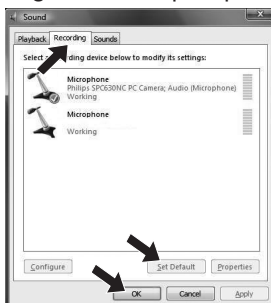 Sound
Playback Recording Sounds
Select a rding device below to modify its settings:
Microphone
Philips SPC630NC PC Camera; Audio (Microphone)
Working
Microphone
Working
Configure Set Default Properties
OK Cancel Apply